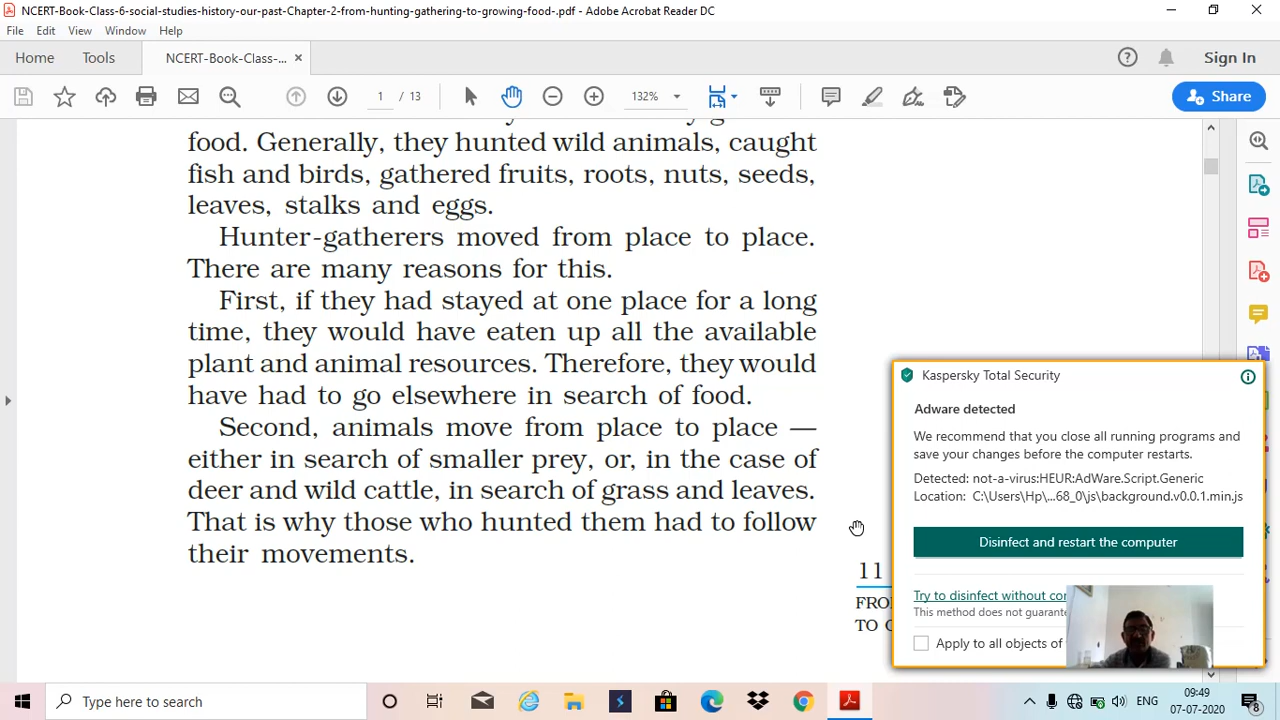 NCERT-Book-Class-6-social-studies-history-our-past-Chapter-2-from-hunting-gathering-to-growing-food-.pdf - Adobe Acrobat Reader DC
File Edit View Window Help
Home Tools NCERT-Book-Class-... × Sign In
1 / 13 132% Share
food. Generally, they hunted wild animals, caught
fish and birds, gathered fruits, roots, nuts, seeds,
leaves, stalks and eggs.
Hunter-gatherers moved from place to place.
There are many reasons for this.
First, if they had stayed at one place for a long
time, they would have eaten up all the available
plant and animal resources. Therefore, they would
have had to go elsewhere in search of food.
Second, animals move from place to place —
either in search of smaller prey, or, in the case of
deer and wild cattle, in search of grass and leaves.
That is why those who hunted them had to follow
their movements.
11
Kaspersky Total Security
Adware detected
We recommend that you close all running programs and
save your changes before the computer restarts.
Detected: not-a-virus:HEUR:AdWare.Script.Generic
Location: C:\Users\Hp\...68_0\js\background.v0.0.1.min.js
Disinfect and restart the computer
Try to disinfect without
This method does not
Apply to all objects of
Type here to search
ENG
09:49
07-07-2020
8